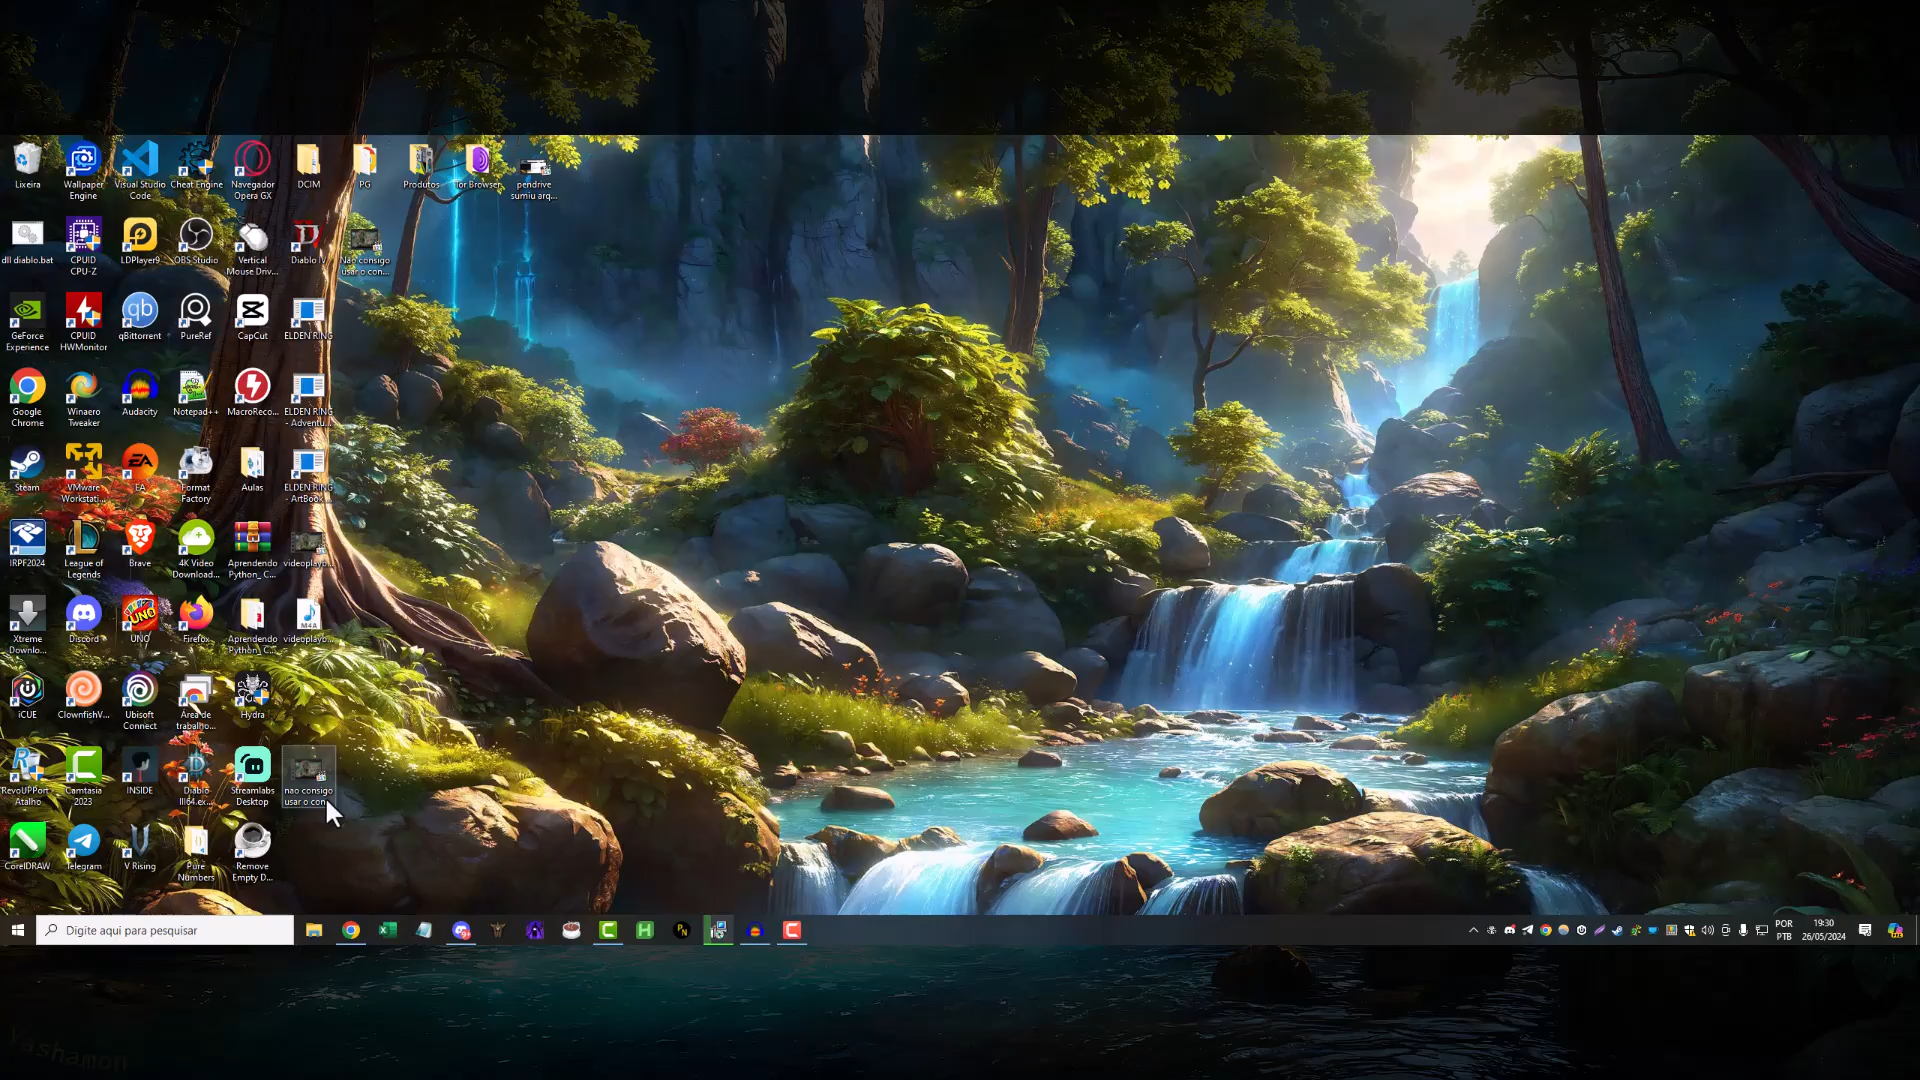 Lixeira
Wallpaper
Engine
Visual Studio
Code
Cheat Engine
Navegador
Opera GX
DCIM
PG
Produtos
Tor Browser
pendrive
sumiu arq...
dll diablo.bat
CPUID
CPU-Z
LDPlayer9
OBS Studio
Vertical
Mouse Driv...
Diablo IV
Não consigo
usar o con...
GeForce
Experience
CPUID
HWMonitor
qBittorrent
PureRef
CapCut
ELDEN RING
Google
Chrome
Winaero
Tweaker
Audacity
Notepad++
MacroReco...
ELDEN RING
- Adventu...
Steam
VMware
Workstati...
EA
Format
Factory
Aulas
ELDEN RING
- ArtBook...
IRPF2024
League of
Legends
Brave
4K Video
Download...
Aprendendo
Python_ C...
videoplayb...
Xtreme
Downlo...
Discord
UNO
Firefox
Aprendendo
Python_ C...
videoplayb...
iCUE
ClownfishV...
Ubisoft
Connect
Área de
trabalho...
Hydra
RevoUPPort
Atalho
Camtasia
2023
INSIDE
Diablo
III64.ex...
Streamlabs
Desktop
nao consigo
usar o con...
CorelDRAW
Telegram
V Rising
Pure
Numbers
Remove
Empty D...
Digite aqui para pesquisar
POR
PTB
19:30
26/05/2024